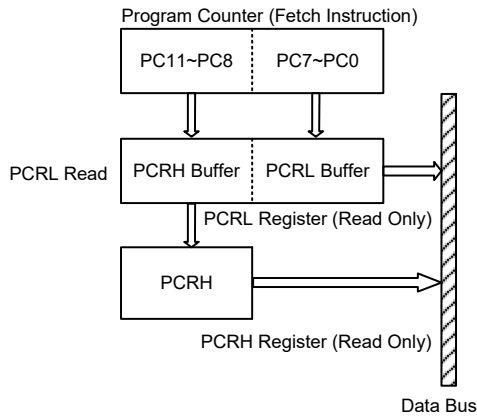 Program Counter (Fetch Instruction)
PC11~PC8
PC7~PC0
PCRL Read
PCRH Buffer
PCRL Buffer
PCRL Register (Read Only)
PCRH
PCRH Register (Read Only)
Data Bus